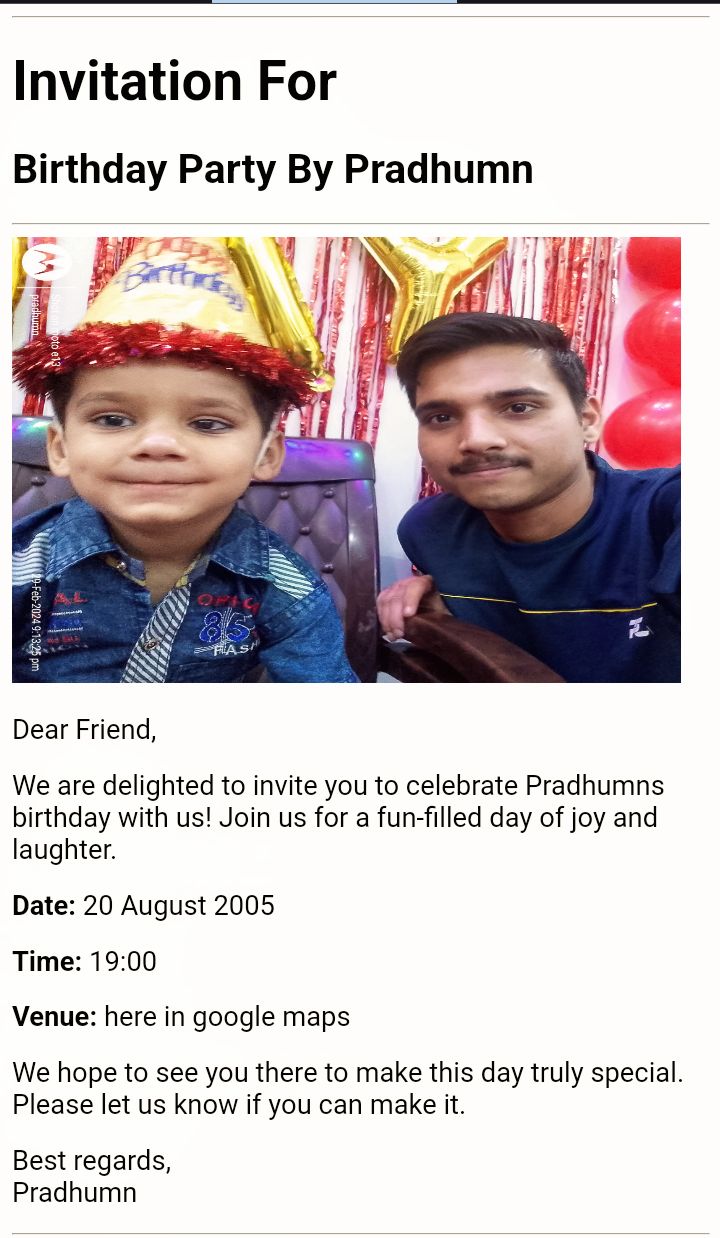 Invitation For
Birthday Party By Pradhumn
Birthday
pradhumn
9-Feb-2024 9:13:25 pm
85
Dear Friend,
We are delighted to invite you to celebrate Pradhumns
birthday with us! Join us for a fun-filled day of joy and
laughter.
Date: 20 August 2005
Time: 19:00
Venue: here in google maps
We hope to see you there to make this day truly special.
Please let us know if you can make it.
Best regards,
Pradhumn